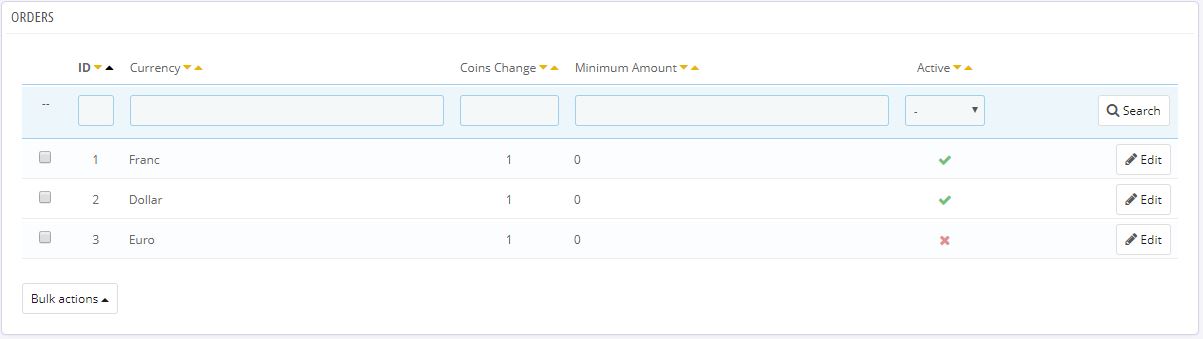 ORDERS
ID Currency Coins Change Minimum Amount Active
-- - Search
1 Franc 1 0 Edit
2 Dollar 1 0 Edit
3 Euro 1 0 Edit
Bulk actions